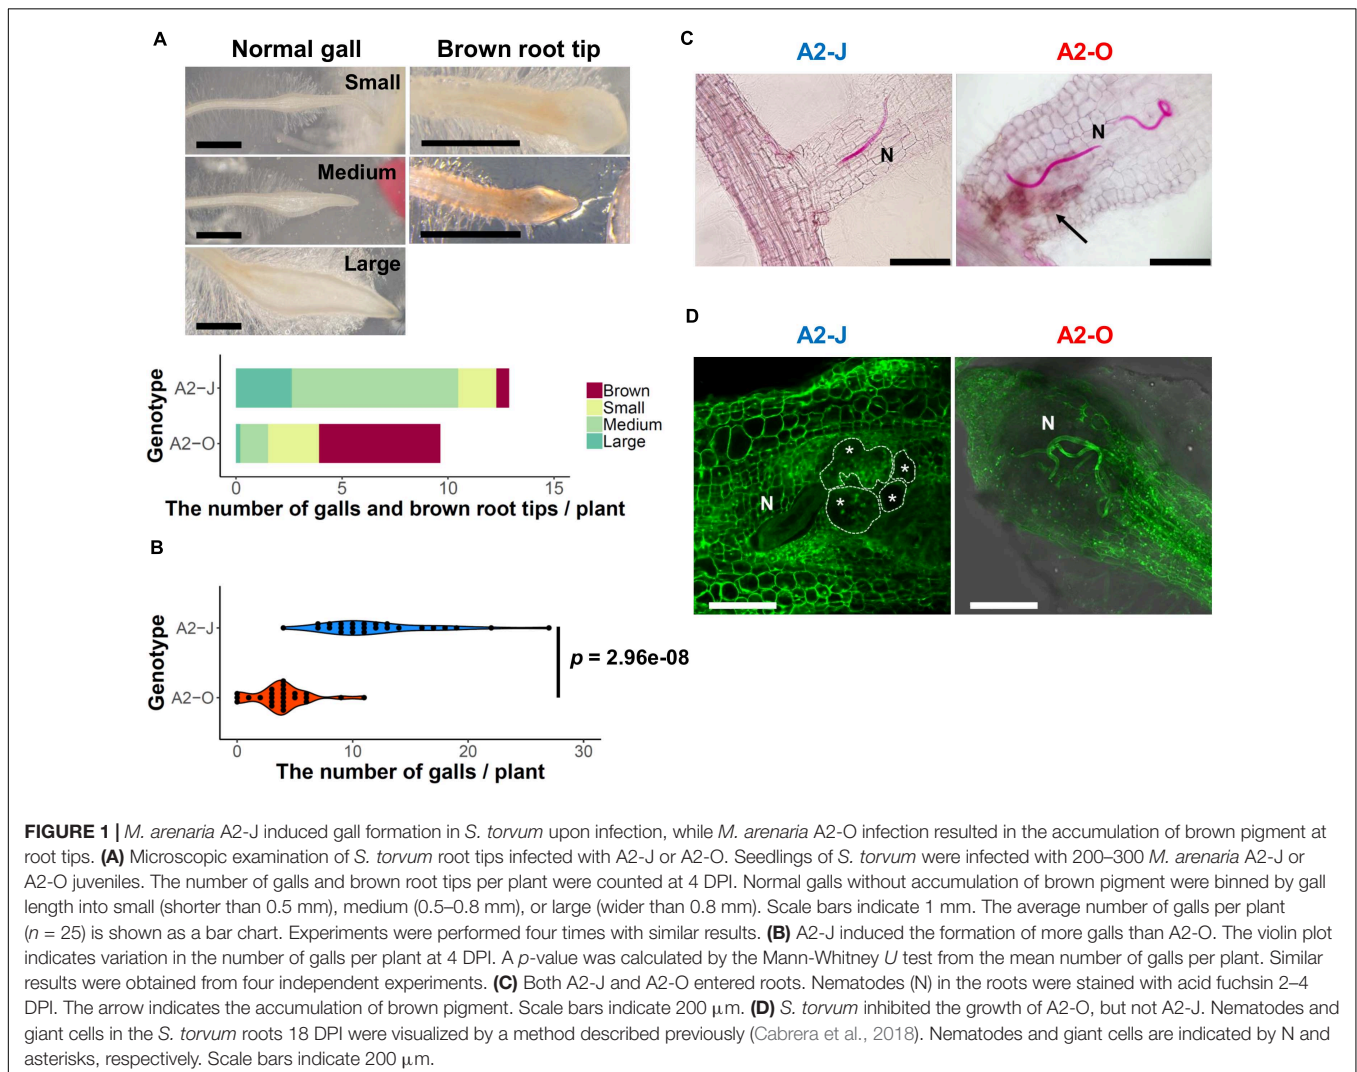 A
Normal gall
Brown root tip
Small
Medium
Large
Genotype
A2−J
A2−O
Brown
Small
Medium
Large
0 5 10 15
The number of galls and brown root tips / plant
B
Genotype
A2−J
A2−O
p = 2.96e-08
0 10 20 30
The number of galls / plant
C
A2-J
A2-O
N
N
D
A2-J
A2-O
N
* * * *
N
FIGURE 1 | M. arenaria A2-J induced gall formation in S. torvum upon infection, while M. arenaria A2-O infection resulted in the accumulation of brown pigment at
root tips. (A) Microscopic examination of S. torvum root tips infected with A2-J or A2-O. Seedlings of S. torvum were infected with 200–300 M. arenaria A2-J or
A2-O juveniles. The number of galls and brown root tips per plant were counted at 4 DPI. Normal galls without accumulation of brown pigment were binned by gall
length into small (shorter than 0.5 mm), medium (0.5–0.8 mm), or large (wider than 0.8 mm). Scale bars indicate 1 mm. The average number of galls per plant
(n = 25) is shown as a bar chart. Experiments were performed four times with similar results. (B) A2-J induced the formation of more galls than A2-O. The violin plot
indicates variation in the number of galls per plant at 4 DPI. A p-value was calculated by the Mann-Whitney U test from the mean number of galls per plant. Similar
results were obtained from four independent experiments. (C) Both A2-J and A2-O entered roots. Nematodes (N) in the roots were stained with acid fuchsin 2–4
DPI. The arrow indicates the accumulation of brown pigment. Scale bars indicate 200 μm. (D) S. torvum inhibited the growth of A2-O, but not A2-J. Nematodes and
giant cells in the S. torvum roots 18 DPI were visualized by a method described previously (Cabrera et al., 2018). Nematodes and giant cells are indicated by N and
asterisks, respectively. Scale bars indicate 200 μm.